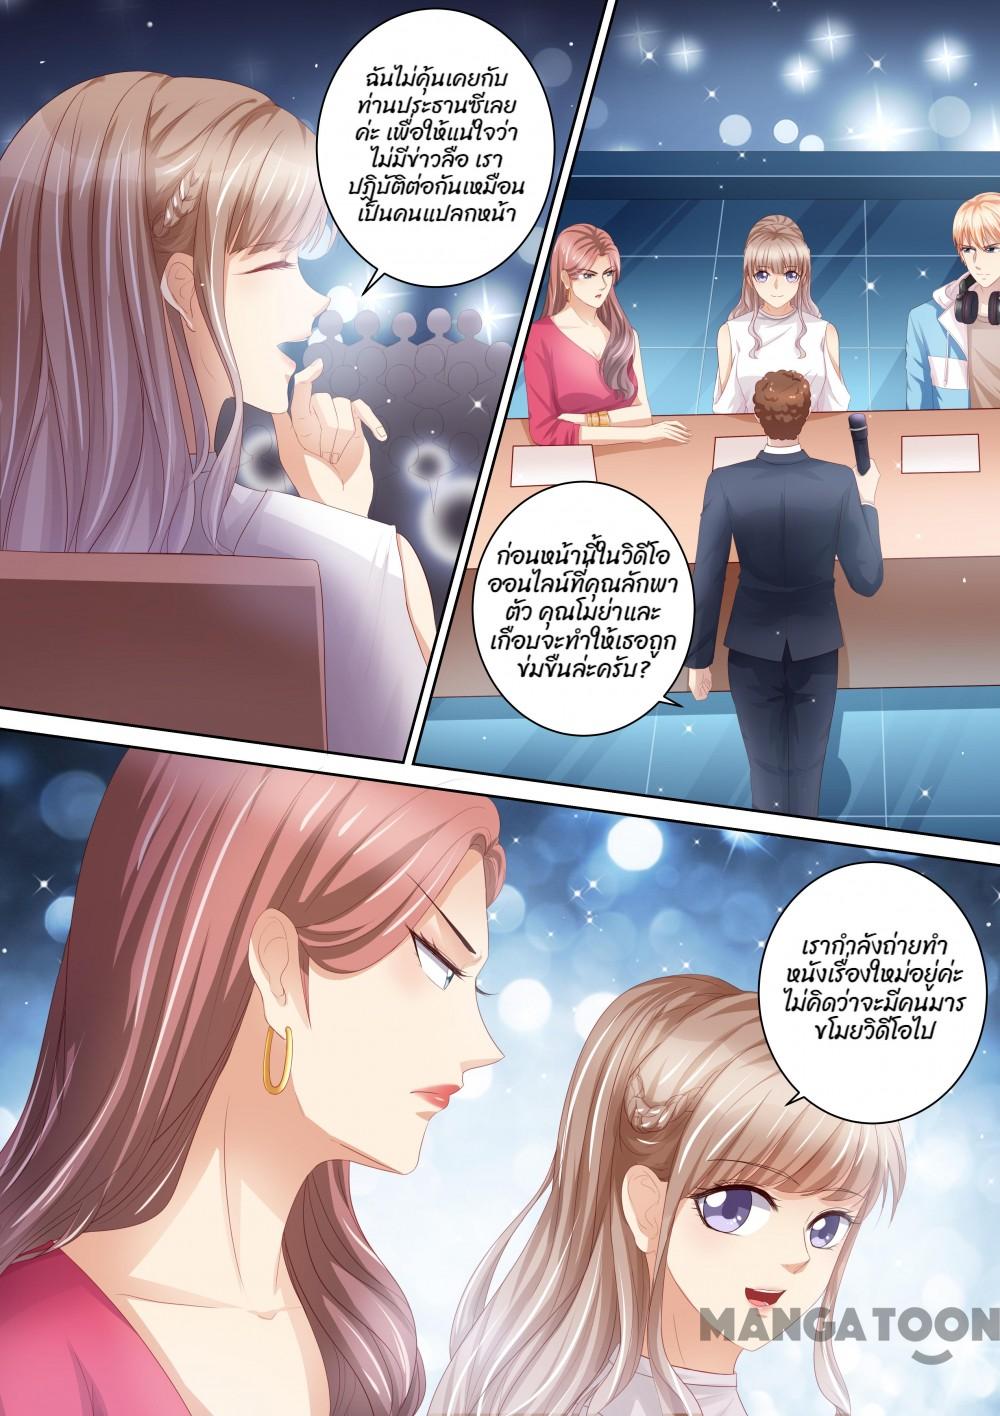 ฉันไม่คุ้นเคยกับ
ท่านประธานซีเลย
ค่ะ เพื่อให้แน่ใจว่า
ไม่มีข่าวลือ เรา
ปฏิบัติต่อกันเหมือน
เป็นคนแปลกหน้า
ก่อนหน้านี้ในวิดีโอ
ออนไลน์ที่คุณลักพา
ตัว คุณโมย่าและ
เกือบจะทำให้เธอถูก
ข่มขืนล่ะครับ?
เรากำลังถ่ายทำ
หนังเรื่องใหม่อยู่ค่ะ
ไม่คิดว่าจะมีคนมาร
ขโมยวิดีโอไป
MANGATOON